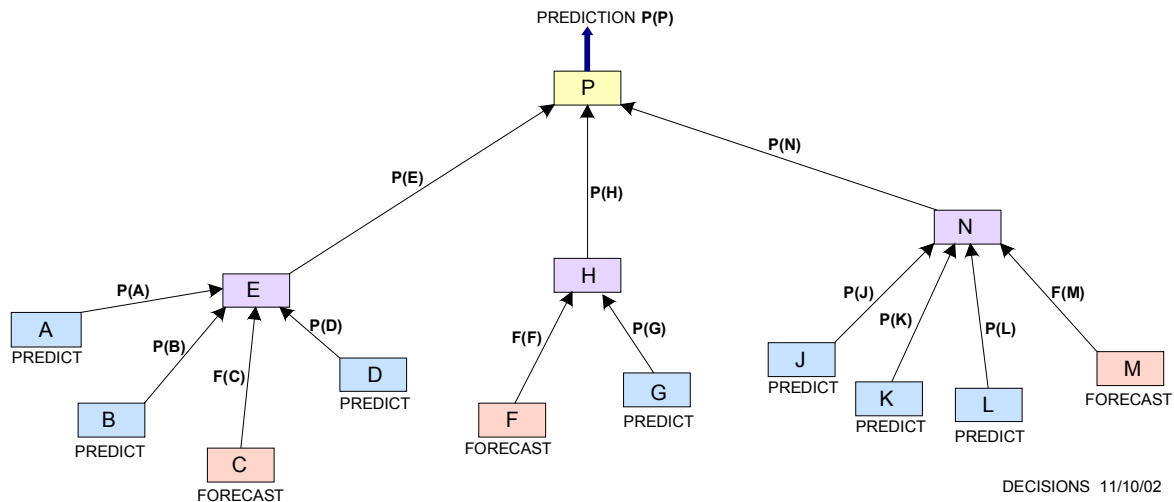 PREDICTION P(P)
P
P(E)
P(H)
P(N)
E
H
N
P(A)
P(B)
F(C)
P(D)
F(F)
P(G)
P(J)
P(K)
P(L)
F(M)
A
PREDICT
B
PREDICT
C
FORECAST
D
PREDICT
F
FORECAST
G
PREDICT
J
PREDICT
K
PREDICT
L
PREDICT
M
FORECAST
DECISIONS 11/10/02